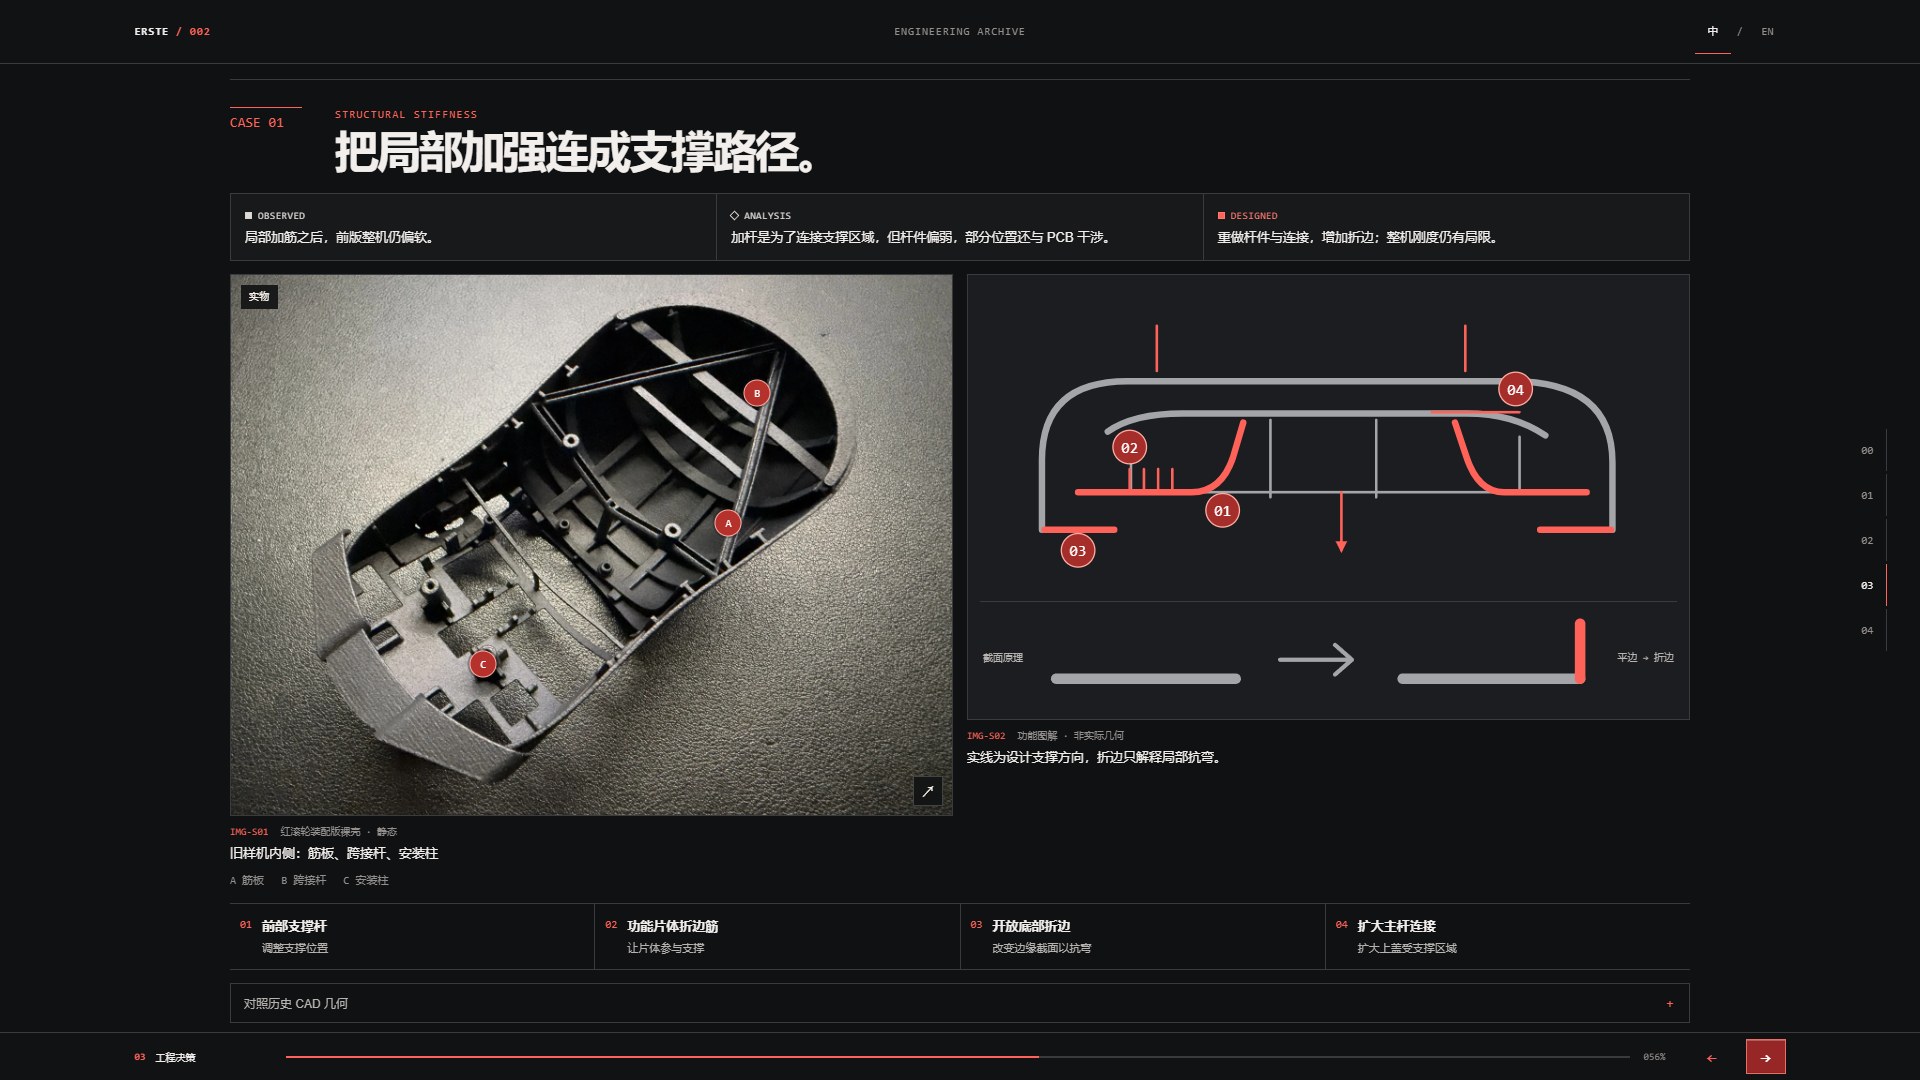 ERSTE / 002
ENGINEERING ARCHIVE
中 / EN
CASE 01
STRUCTURAL STIFFNESS
把局部加强连成支撑路径。
OBSERVED
局部加筋之后，前版整机仍偏软。
ANALYSIS
加杆是为了连接支撑区域，但杆件偏弱，部分位置还与 PCB 干涉。
DESIGNED
重做杆件与连接，增加折边；整机刚度仍有局限。
实物
B
A
C
04
02
01
03
截面原理
平边 → 折边
IMG-S02 功能图解 · 非实际几何
实线为设计支撑方向，折边只解释局部抗弯。
IMG-S01 红滚轮装配版裸壳 · 静态
旧样机内侧：筋板、跨接杆、安装柱
A 筋板 B 跨接杆 C 安装柱
01 前部支撑杆
调整支撑位置
02 功能片体折边筋
让片体参与支撑
03 开放底部折边
改变边缘截面以抗弯
04 扩大主杆连接
扩大上盖受支撑区域
对照历史 CAD 几何 +
00
01
02
03
04
03 工程决策
056%
← →